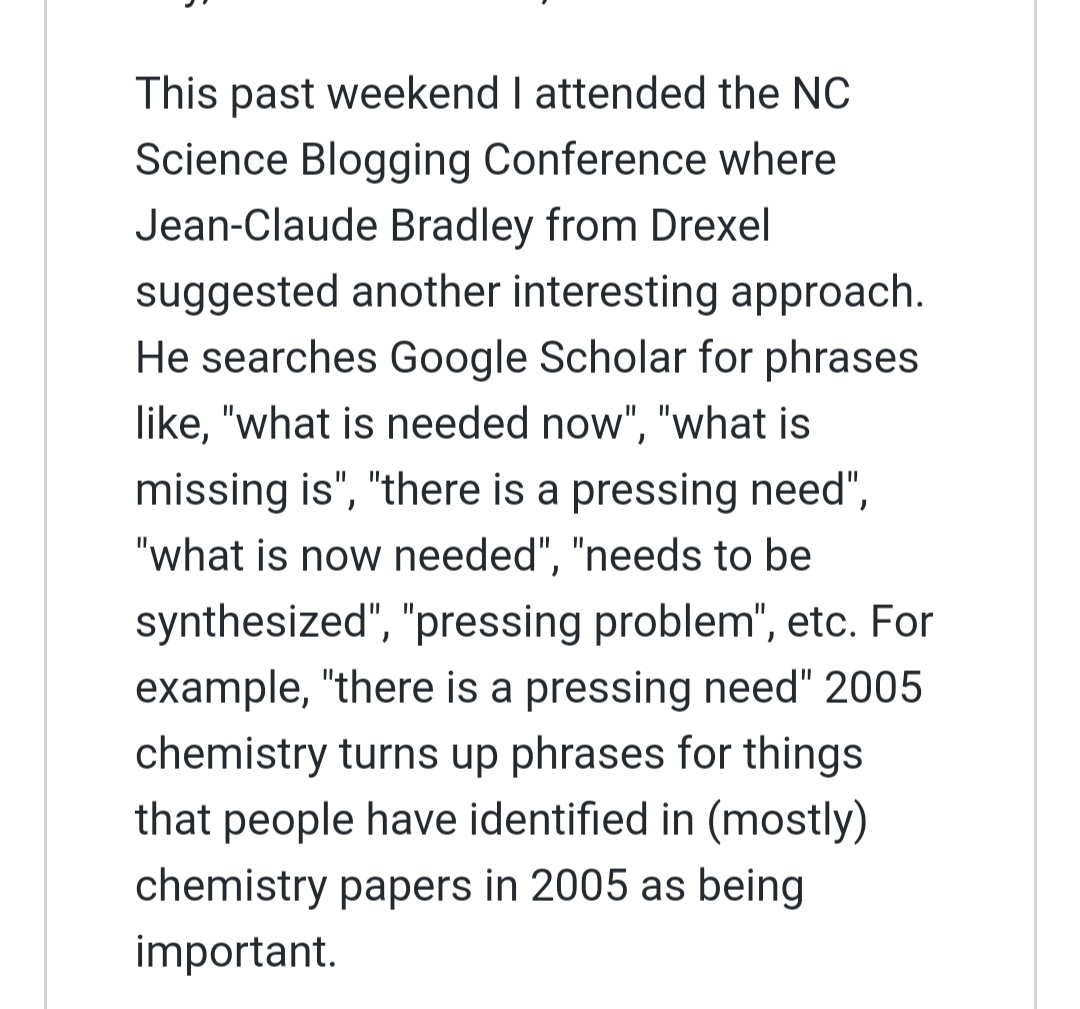 This past weekend I attended the NC
Science Blogging Conference where
Jean-Claude Bradley from Drexel
suggested another interesting approach.
He searches Google Scholar for phrases
like, "what is needed now", "what is
missing is", "there is a pressing need",
"what is now needed", "needs to be
synthesized", "pressing problem", etc. For
example, "there is a pressing need" 2005
chemistry turns up phrases for things
that people have identified in (mostly)
chemistry papers in 2005 as being
important.